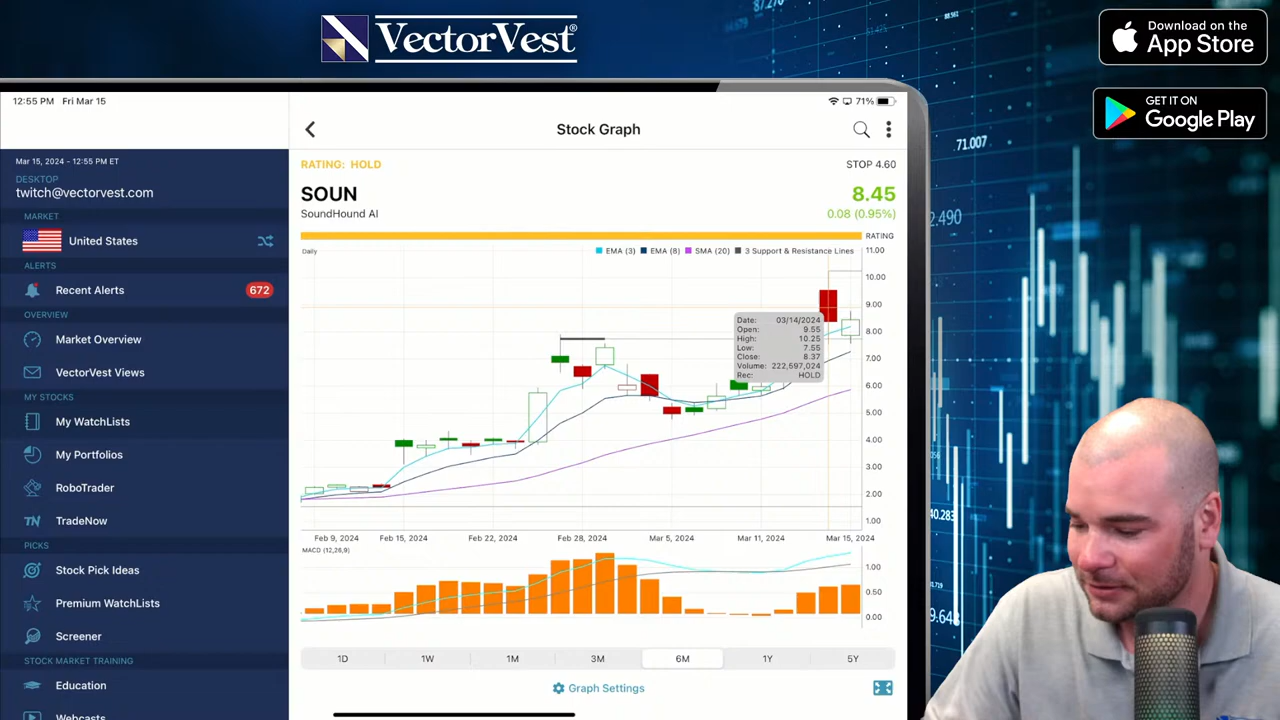 VectorVest®
Download on the
App Store
GET IT ON
Google Play
12:55 PM Fri Mar 15
71%
Stock Graph
Mar 15, 2024 - 12:55 PM ET
DESKTOP
twitch@vectorvest.com
MARKET
United States
ALERTS
Recent Alerts
672
OVERVIEW
Market Overview
VectorVest Views
MY STOCKS
My WatchLists
My Portfolios
RoboTrader
TN TradeNow
PICKS
Stock Pick Ideas
Premium WatchLists
Screener
STOCK MARKET TRAINING
Education
Webcasts
RATING: HOLD
STOP 4.60
SOUN
8.45
SoundHound AI
0.08 (0.95%)
RATING
Daily
EMA (3) EMA (8) SMA (20) 3 Support & Resistance Lines
11.00
10.00
9.00
8.00
7.00
6.00
5.00
4.00
3.00
2.00
1.00
Date: 03/14/2024
Open: 9.55
High: 10.25
Low: 7.55
Close: 8.37
Volume: 222,597,024
Rec: HOLD
Feb 9, 2024 Feb 15, 2024 Feb 22, 2024 Feb 28, 2024 Mar 5, 2024 Mar 11, 2024 Mar 15, 2024
MACD (12,26,9)
1.00
0.50
0.00
1D 1W 1M 3M 6M 1Y 5Y
Graph Settings
71.007
2.490
40.283